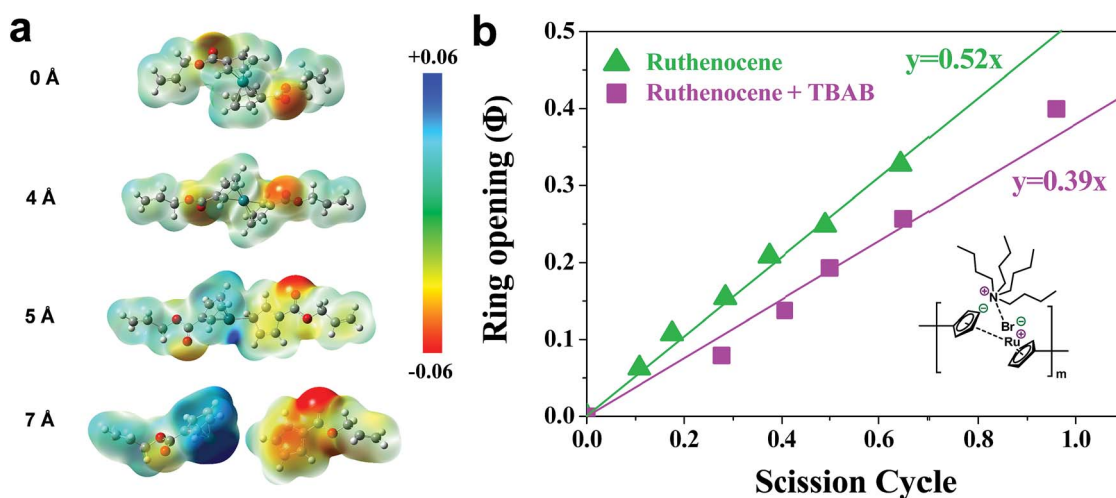 a
0 Å
4 Å
5 Å
7 Å
+0.06
-0.06
b
Ring opening (Φ)
0.5
0.4
0.3
0.2
0.1
0.0
0.0 0.2 0.4 0.6 0.8 1.0
Scission Cycle
Ruthenocene
Ruthenocene + TBAB
y=0.52x
y=0.39x
⊕ N
⊖ Br ⊖
⊕
Ru
m